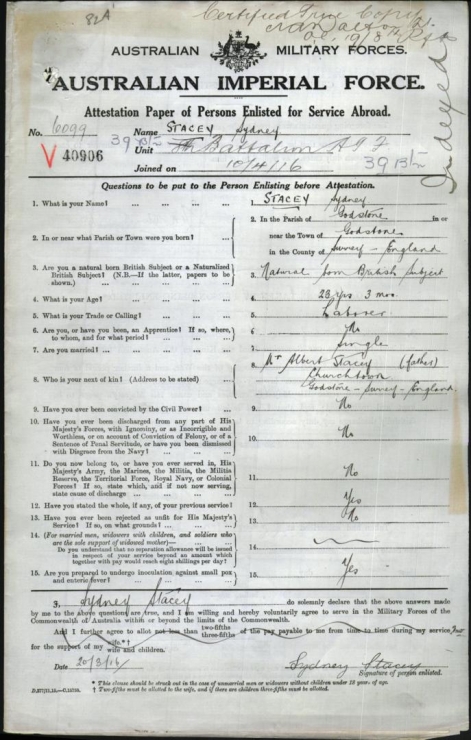 82A
Certified True Copy
AUSTRALIAN MILITARY FORCES.
Indexed
AUSTRALIAN IMPERIAL FORCE.
Attestation Paper of Persons Enlisted for Service Abroad.
No. 6099 Name STACEY Sydney
39 Bn Unit Battalion A I F
V 40906
Joined on 10/4/16 39 Bn
Questions to be put to the Person Enlisting before Attestation.
1. What is your Name? ... ... ... ... 1. STACEY Sydney
2. In or near what Parish or Town were you born? ... 2. In the Parish of Godstone in or
near the Town of Godstone
in the County of Surrey - England
3. Are you a natural born British Subject or a Naturalized
British Subject? (N.B.—If the latter, papers to be
shown.) ... ... ... 3. Natural born British Subject
4. What is your Age? ... ... ... ... 4. 23 yrs 3 mos
5. What is your Trade or Calling? ... ... ... 5. Labourer
6. Are you, or have you been, an Apprentice? If so, where,
to whom, and for what period? ... ... ... 6. No
7. Are you married? ... ... ... ... 7. Single
8. Who is your next of kin? (Address to be stated) ... 8. Mr Albert Stacey (father)
Churchtown
Godstone - Surrey - England
9. Have you ever been convicted by the Civil Power? ... 9. No
10. Have you ever been discharged from any part of His
Majesty's Forces, with Ignominy, or as Incorrigible and
Worthless, or on account of Conviction of Felony, or of a
Sentence of Penal Servitude, or have you been dismissed
with Disgrace from the Navy? ... ... 10. No
11. Do you now belong to, or have you ever served in, His
Majesty's Army, the Marines, the Militia, the Militia
Reserve, the Territorial Force, Royal Navy, or Colonial
Forces? If so, state which, and if not now serving,
state cause of discharge ... ... ... 11. No
12. Have you stated the whole, if any, of your previous service? 12. Yes
13. Have you ever been rejected as unfit for His Majesty's
Service? If so, on what grounds? ... ... 13. No
14. (For married men, widowers with children, and soldiers who
are the sole support of widowed mother)—
Do you understand that no separation allowance will be issued
in respect of your service beyond an amount which
together with pay would reach eight shillings per day? 14.
15. Are you prepared to undergo inoculation against small pox
and enteric fever? ... ... ... 15. Yes
I, Sydney Stacey do solemnly declare that the above answers made
by me to the above questions are true, and I am willing and hereby voluntarily agree to serve in the Military Forces of the
Commonwealth of Australia within or beyond the limits of the Commonwealth.
And I further agree to allot not less than two-fifths three-fifths of the pay payable to me from time to time during my service
for the support of my wife.*† wife and children.
Date 20/3/16 Sydney Stacey
Signature of person enlisted.
* This clause should be struck out in the case of unmarried men or widowers without children under 18 years of age.
† Two-fifths must be allotted to the wife, and if there are children three-fifths must be allotted.